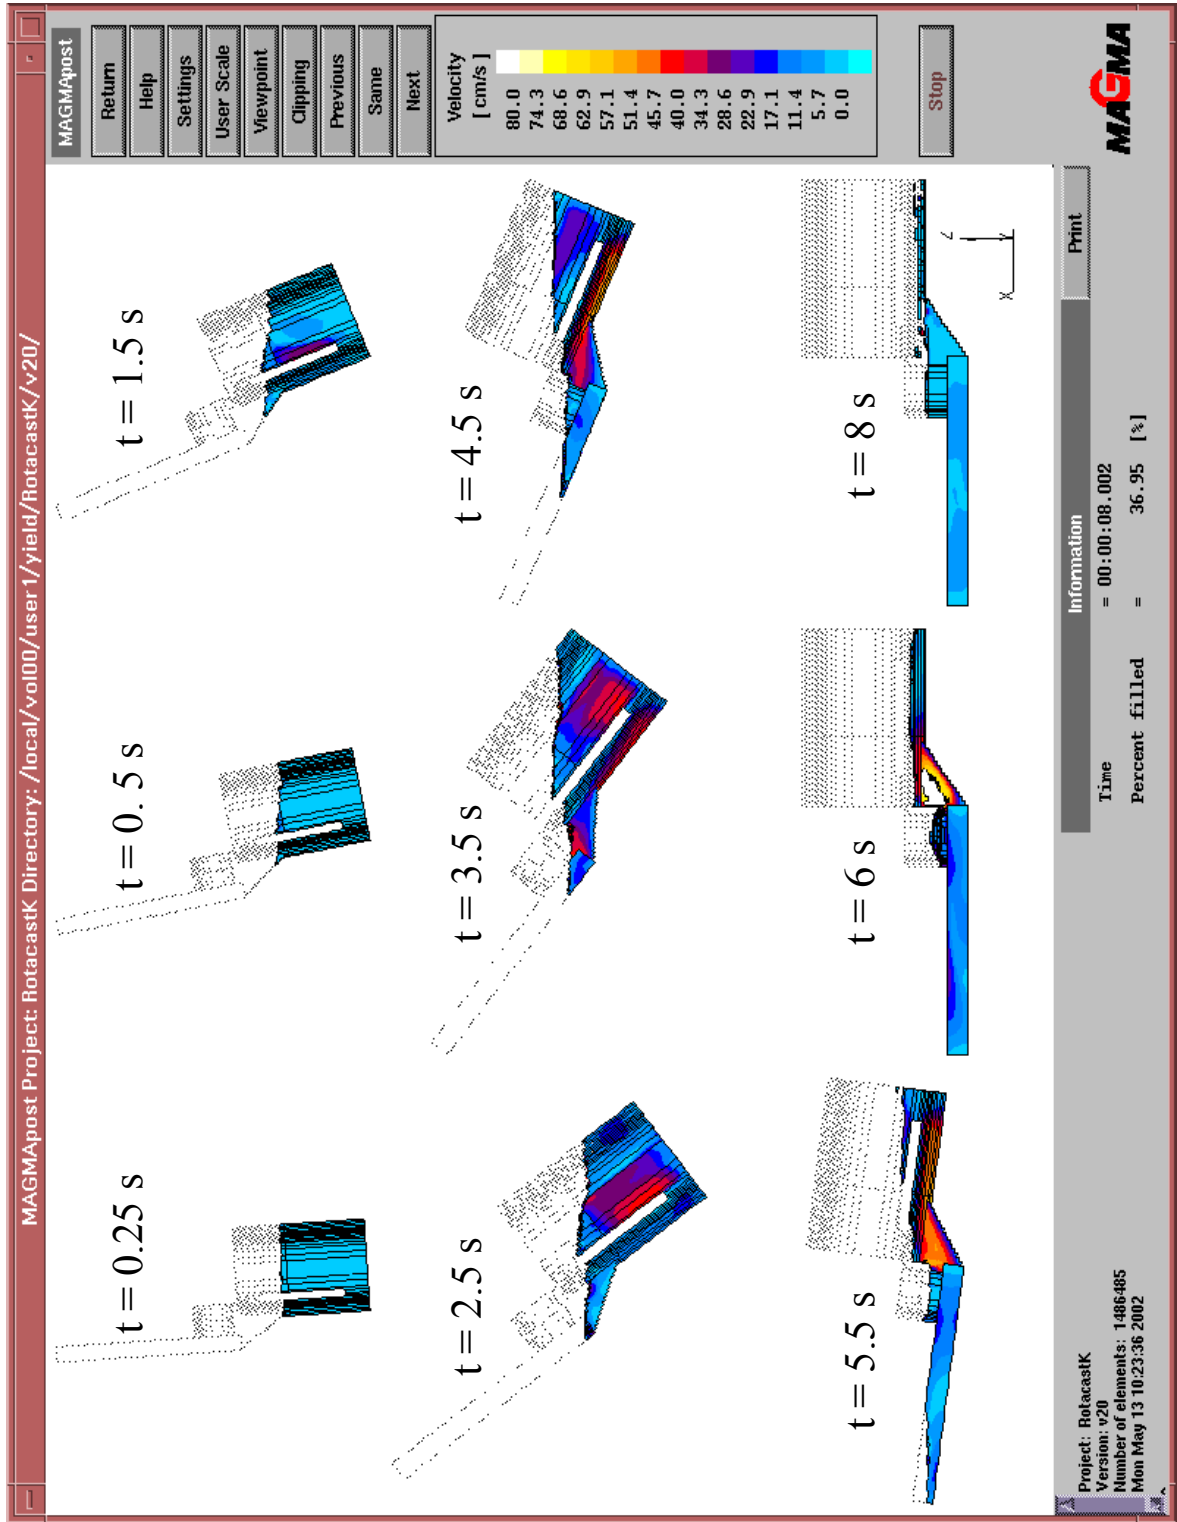 MAGMApost Project: RotacastK Directory: /local/vol00/user1/yield/RotacastK/v20/
t = 0.25 s
t = 0.5 s
t = 1.5 s
t = 2.5 s
t = 3.5 s
t = 4.5 s
t = 5.5 s
t = 6 s
t = 8 s
Z
Y
X
MAGMApost
Return
Help
Settings
User Scale
Viewpoint
Clipping
Previous
Same
Next
Velocity
[ cm/s ]
80.0
74.3
68.6
62.9
57.1
51.4
45.7
40.0
34.3
28.6
22.9
17.1
11.4
5.7
0.0
Stop
Project: RotacastK
Version: v20
Number of elements: 1486485
Mon May 13 10:23:36 2002
Information
Print
Time = 00:00:08.002
Percent filled = 36.95 [%]
MAGMA